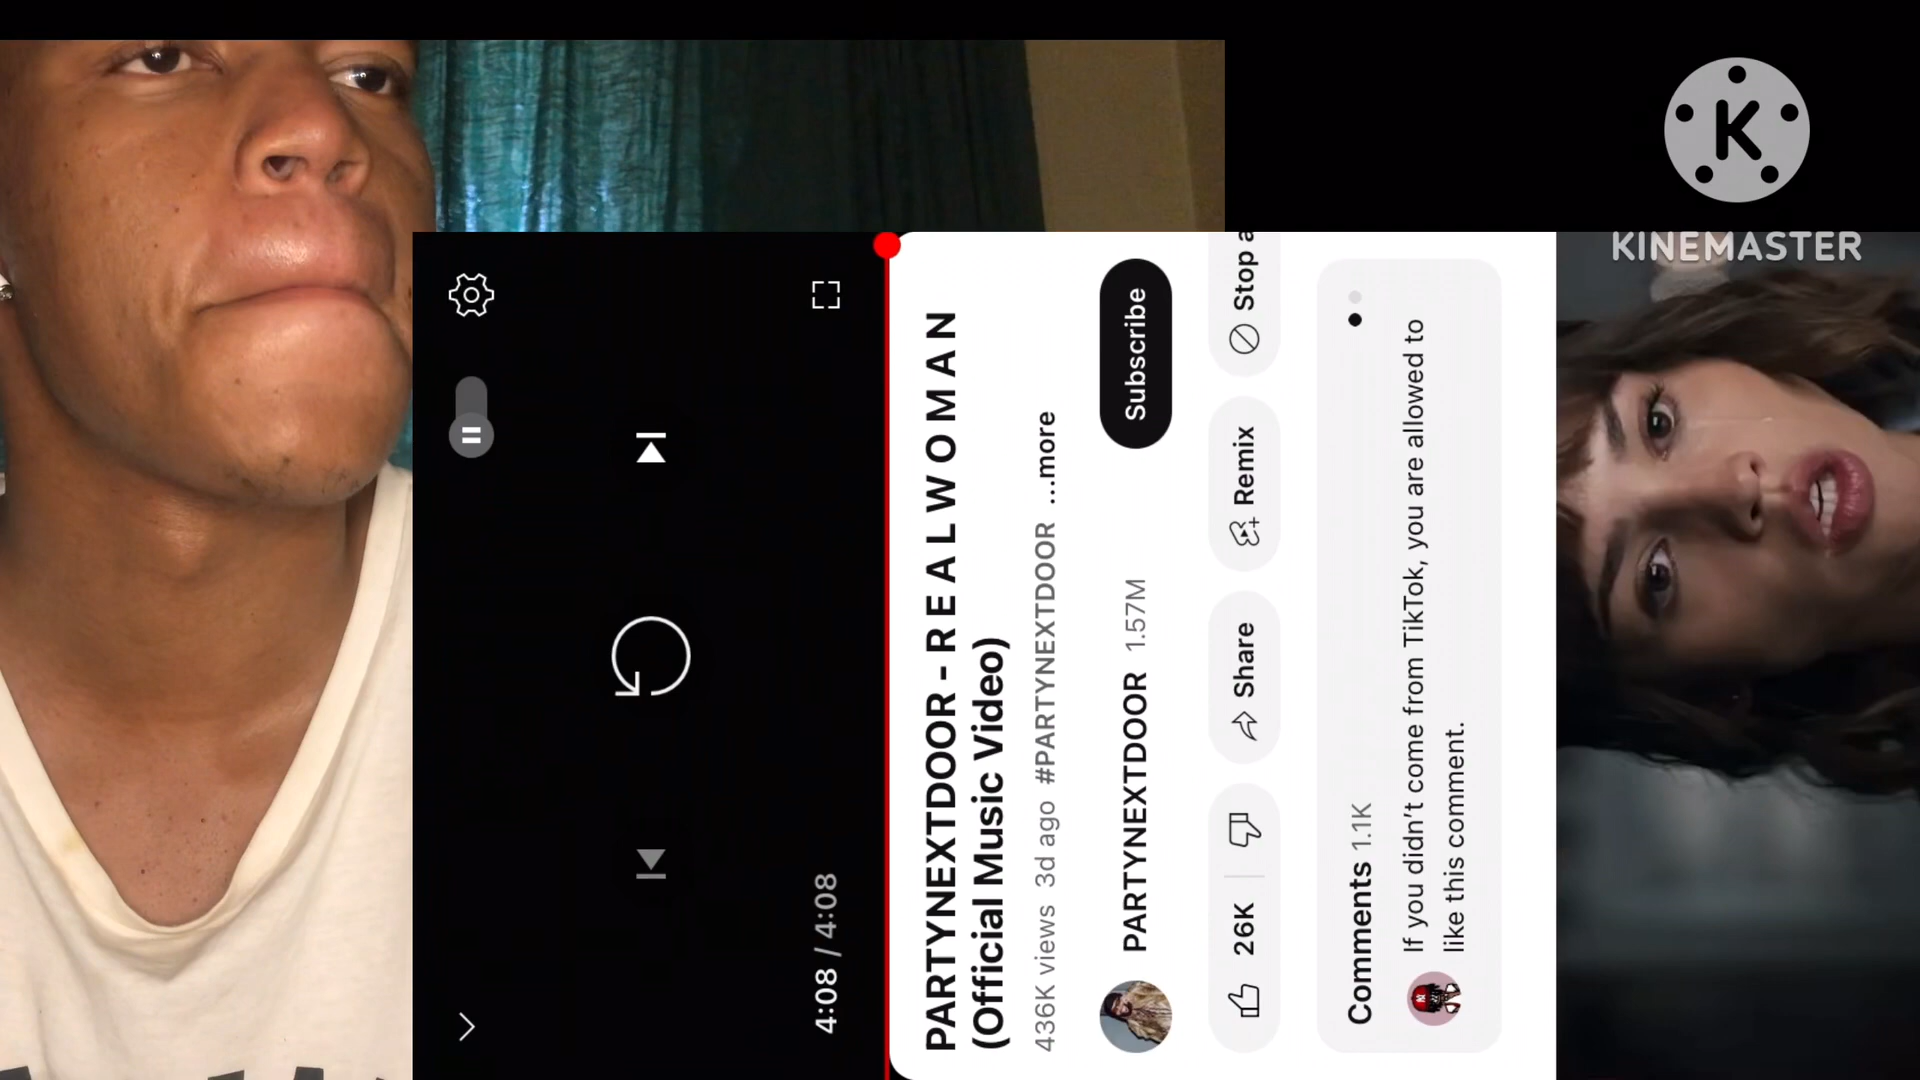 K
KINEMASTER
4:08 / 4:08
PARTYNEXTDOOR - R E A L W O M A N
(Official Music Video)
436K views 3d ago #PARTYNEXTDOOR ...more
PARTYNEXTDOOR 1.57M
Subscribe
26K
Share
Remix
Stop a
Comments 1.1K
If you didn't come from TikTok, you are allowed to
like this comment.